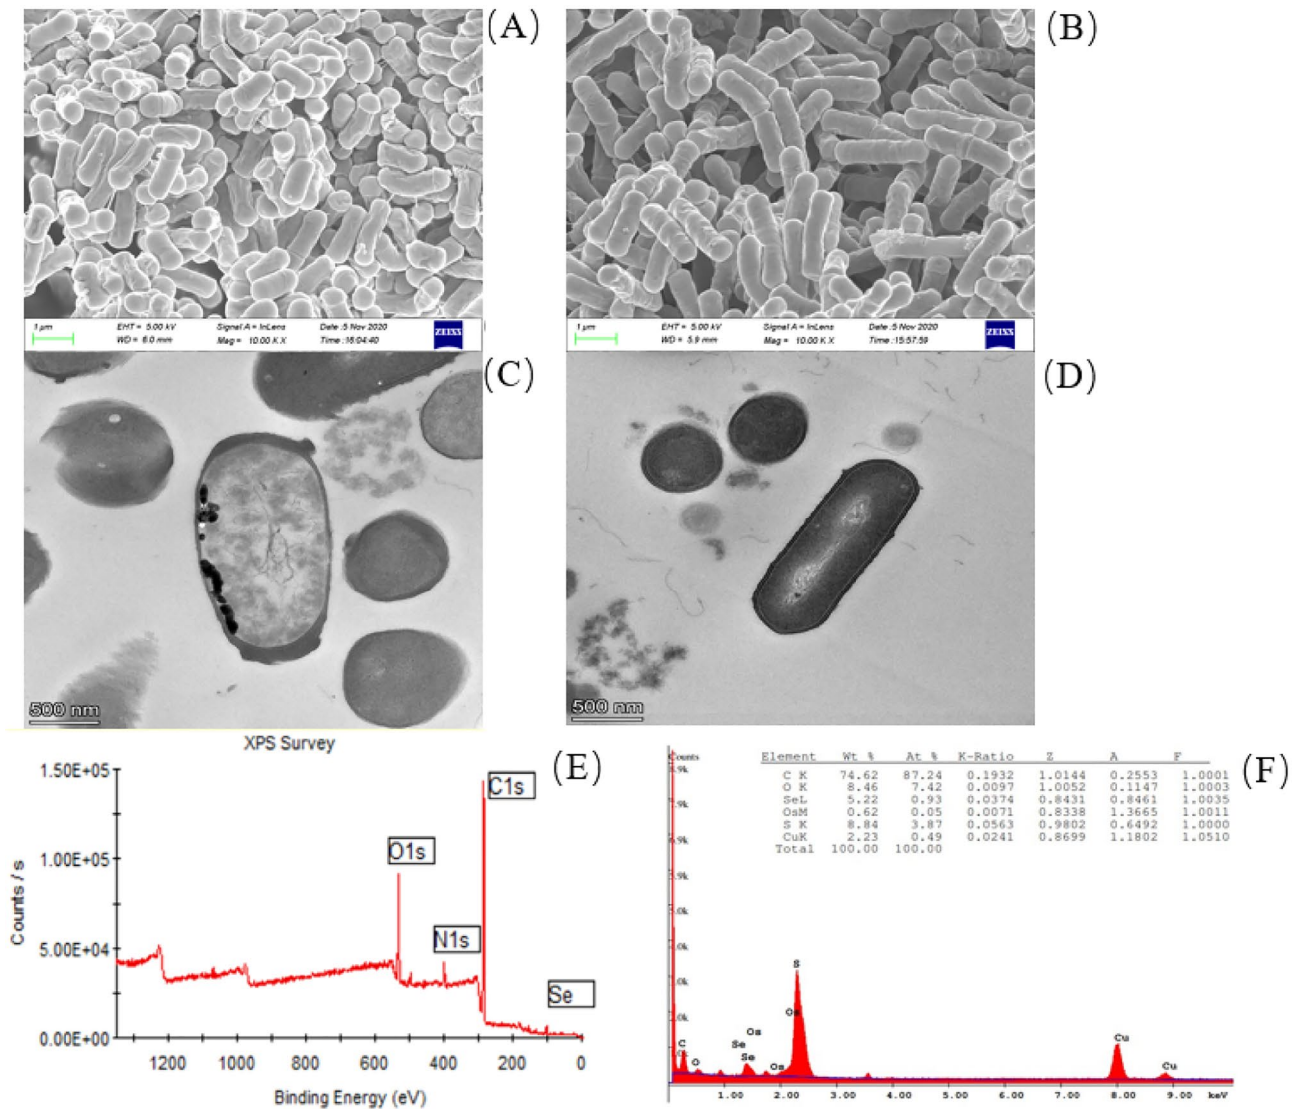 (A)
(B)
1 µm
EHT = 5.00 kV
WD = 6.0 mm
Signal A = InLens
Mag = 10.00 K X
Date :5 Nov 2020
Time :16:04:40
ZEISS
1 µm
EHT = 5.00 kV
WD = 5.9 mm
Signal A = InLens
Mag = 10.00 K X
Date :5 Nov 2020
Time :15:57:59
ZEISS
(C)
(D)
500 nm
500 nm
XPS Survey
(E)
1.50E+05
1.00E+05
5.00E+04
0.00E+00
Counts / s
C1s
O1s
N1s
Se
1200 1000 800 600 400 200 0
Binding Energy (eV)
(F)
Counts
Element Wt % At % K-Ratio Z A F
C K 74.62 87.24 0.1932 1.0144 0.2553 1.0001
O K 8.46 7.42 0.0097 1.0052 0.1147 1.0003
SeL 5.22 0.93 0.0374 0.8431 0.8461 1.0035
OsM 0.62 0.05 0.0071 0.8338 1.3665 1.0011
S K 8.84 3.87 0.0563 0.9802 0.6492 1.0000
CuK 2.23 0.49 0.0241 0.8699 1.1802 1.0510
Total 100.00 100.00
S
Os
Os
Se
C
O
Se
Os
Cu
Cu
1.00 2.00 3.00 4.00 5.00 6.00 7.00 8.00 9.00 keV